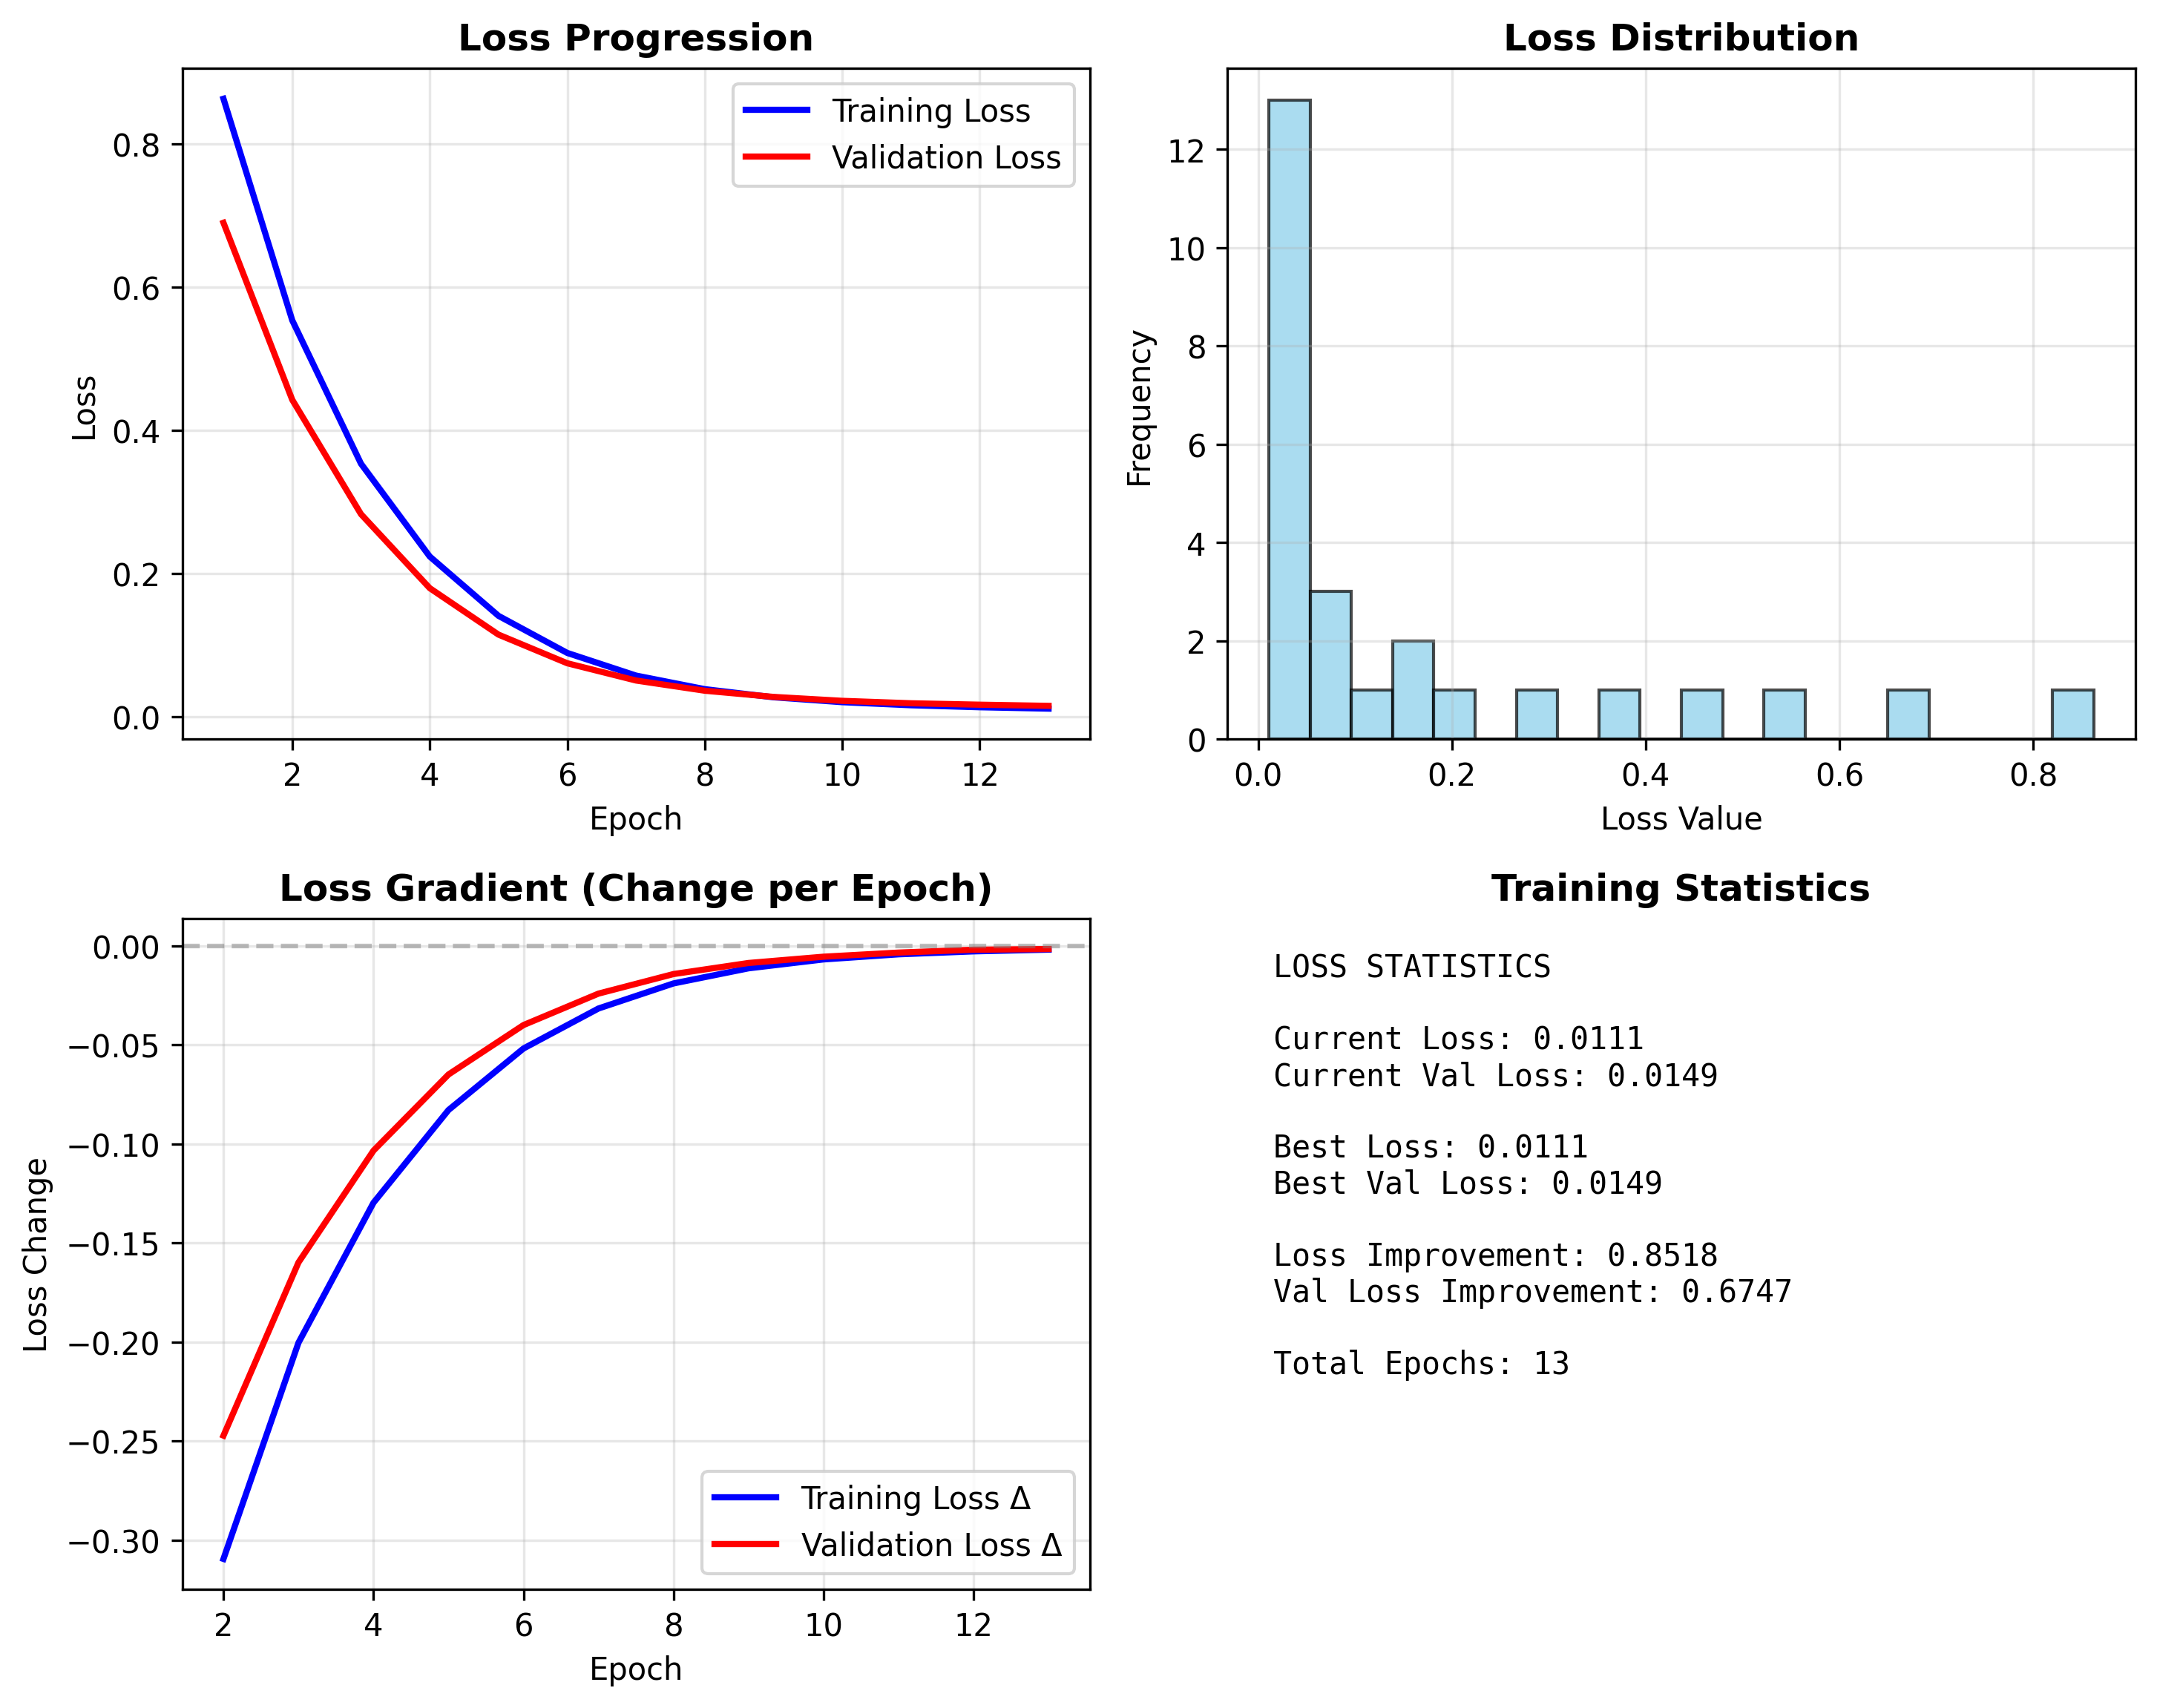 Loss Progression
Training Loss
Validation Loss
0.8
0.6
0.4
0.2
0.0
Loss
2 4 6 8 10 12
Epoch
Loss Distribution
12
10
8
6
4
2
0
Frequency
0.0 0.2 0.4 0.6 0.8
Loss Value
Loss Gradient (Change per Epoch)
0.00
−0.05
−0.10
−0.15
−0.20
−0.25
−0.30
Loss Change
Training Loss Δ
Validation Loss Δ
2 4 6 8 10 12
Epoch
Training Statistics
LOSS STATISTICS
Current Loss: 0.0111
Current Val Loss: 0.0149
Best Loss: 0.0111
Best Val Loss: 0.0149
Loss Improvement: 0.8518
Val Loss Improvement: 0.6747
Total Epochs: 13